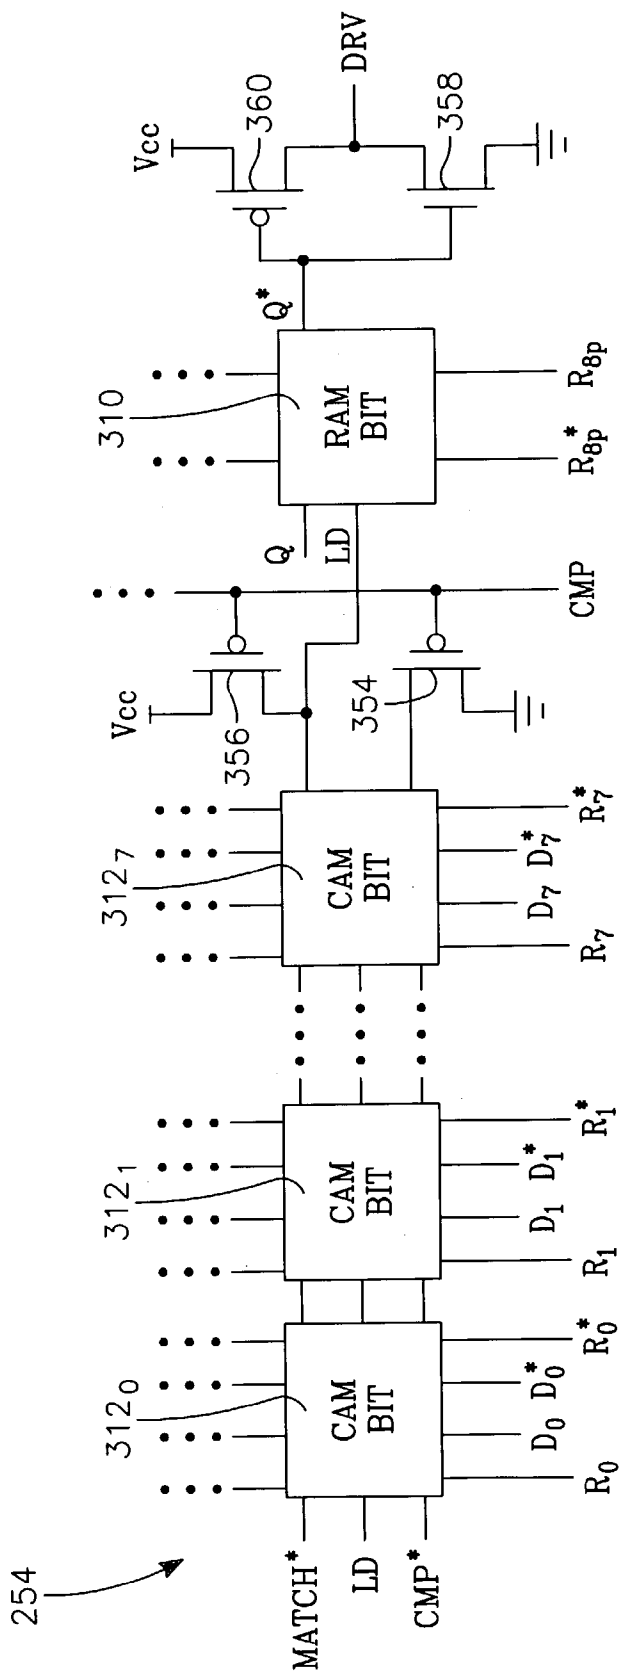 254
312₀
312₁
312₇
310
Vcc
356
354
Vcc
360
358
DRV
MATCH*
LD
CMP*
CAM BIT
CAM BIT
CAM BIT
RAM BIT
Q
LD
Q*
R₀
D₀
D₀*
R₀*
R₁
D₁
D₁*
R₁*
R₇
D₇
D₇*
R₇*
CMP
R₈ₚ*
R₈ₚ